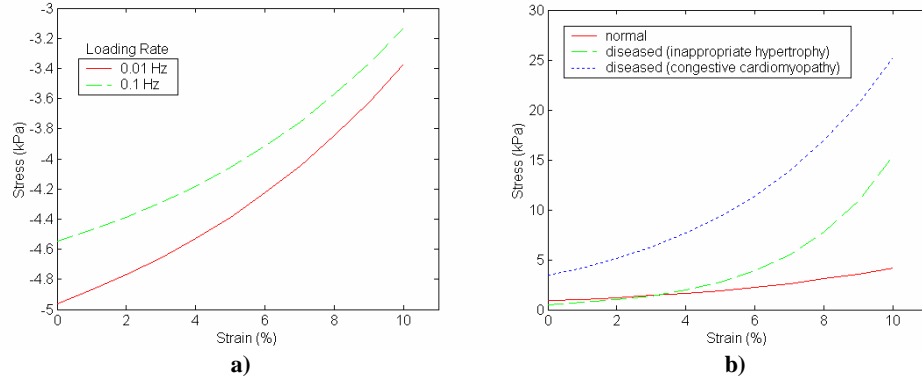 -3
-3.2
-3.4
-3.6
-3.8
-4
-4.2
-4.4
-4.6
-4.8
-5
Stress (kPa)
Loading Rate
0.01 Hz
0.1 Hz
0 2 4 6 8 10
Strain (%)
a)
30
25
20
15
10
5
0
Stress (kPa)
normal
diseased (inappropriate hypertrophy)
diseased (congestive cardiomyopathy)
0 2 4 6 8 10
Strain (%)
b)